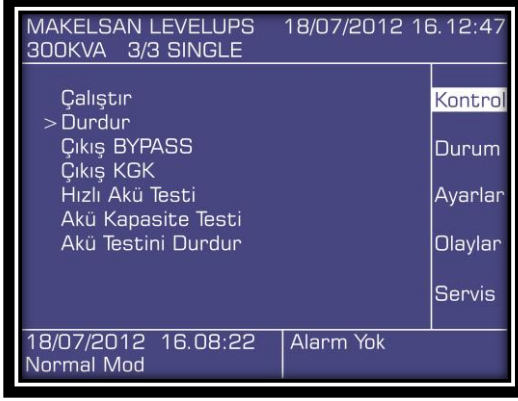 MAKELSAN LEVELUPS 18/07/2012 16.12:47
300KVA 3/3 SINGLE
Çalıştır
>Durdur
Çıkış BYPASS
Çıkış KGK
Hızlı Akü Testi
Akü Kapasite Testi
Akü Testini Durdur
Kontrol
Durum
Ayarlar
Olaylar
Servis
18/07/2012 16.08:22 Alarm Yok
Normal Mod